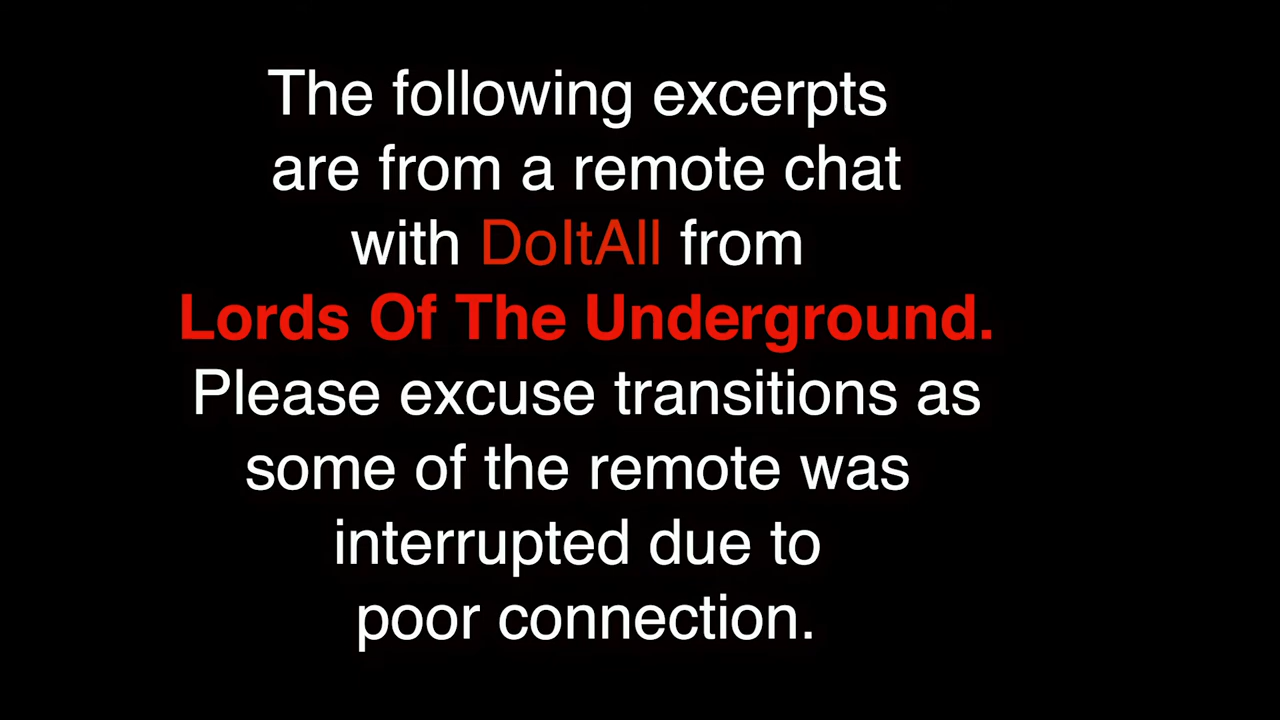 The following excerpts
are from a remote chat
with DoItAll from
Lords Of The Underground.
Please excuse transitions as
some of the remote was
interrupted due to
poor connection.